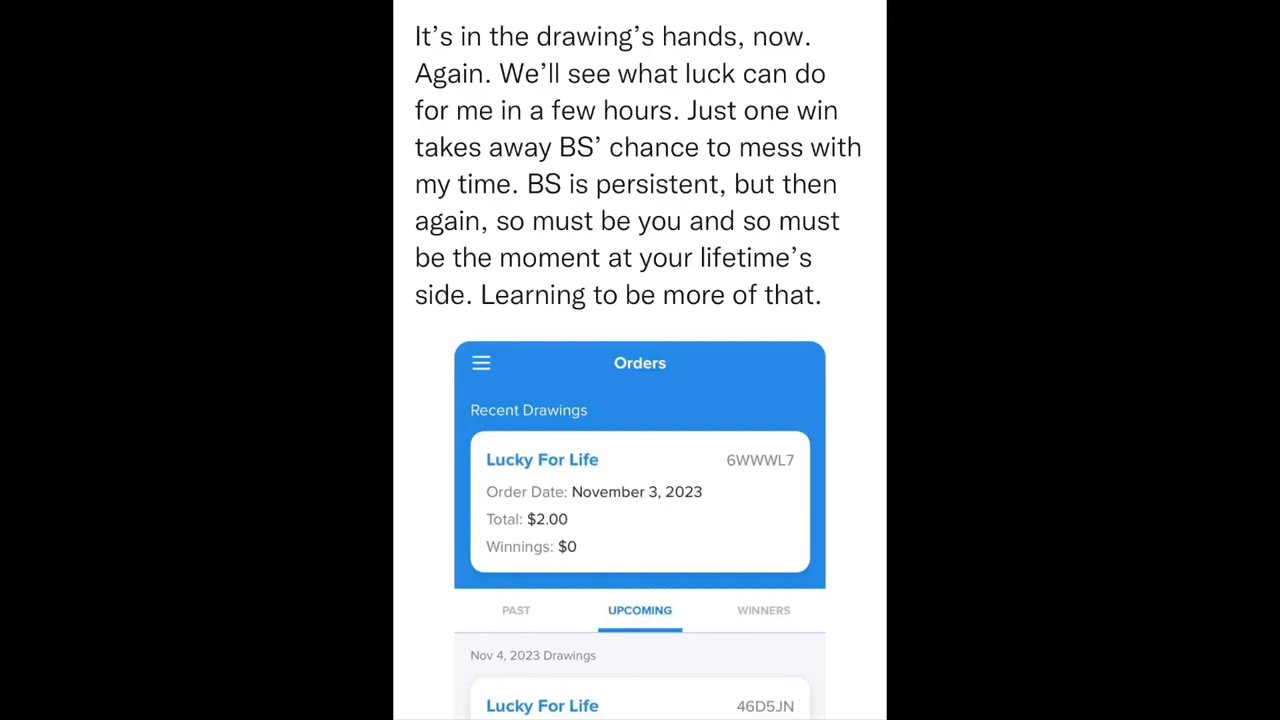 It’s in the drawing’s hands, now.
Again. We’ll see what luck can do
for me in a few hours. Just one win
takes away BS’ chance to mess with
my time. BS is persistent, but then
again, so must be you and so must
be the moment at your lifetime’s
side. Learning to be more of that.
Orders
Recent Drawings
Lucky For Life 6WWWL7
Order Date: November 3, 2023
Total: $2.00
Winnings: $0
PAST UPCOMING WINNERS
Nov 4, 2023 Drawings
Lucky For Life 46D5JN